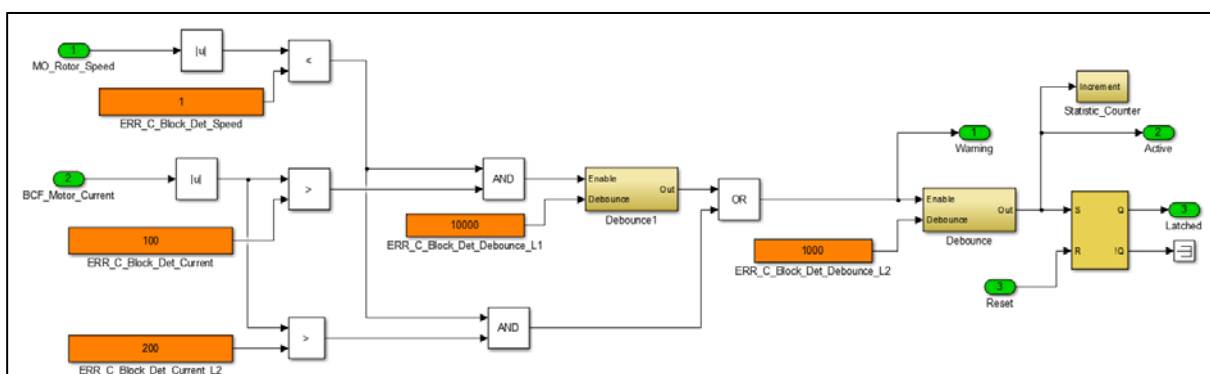 1
MO_Rotor_Speed
|u|
<
1
ERR_C_Block_Det_Speed
2
BCF_Motor_Current
|u|
>
100
ERR_C_Block_Det_Current
200
ERR_C_Block_Det_Current_L2
>
AND
Enable
Out
Debounce
Debounce1
10000
ERR_C_Block_Det_Debounce_L1
AND
OR
1
Warning
Enable
Out
Debounce
Debounce
1000
ERR_C_Block_Det_Debounce_L2
Increment
Statistic_Counter
2
Active
S
Q
R
!Q
3
Latched
3
Reset